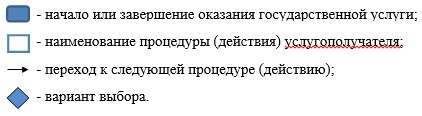 - начало или завершение оказания государственной услуги;
- наименование процедуры (действия) услугополучателя;
- переход к следующей процедуре (действию);
- вариант выбора.